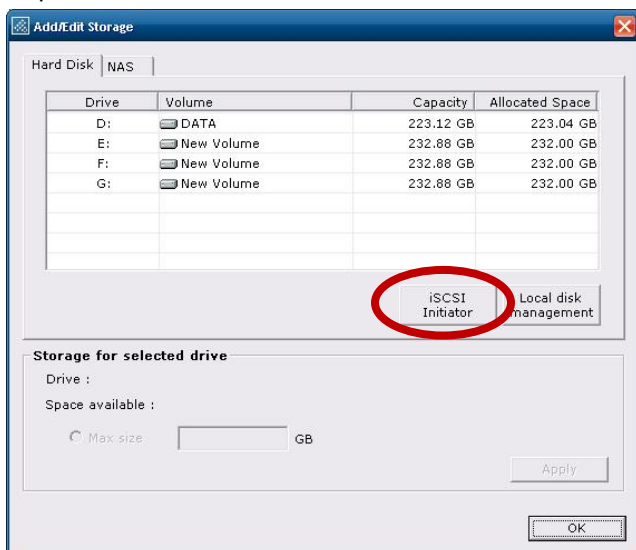 Add/Edit Storage
Hard Disk NAS
Drive Volume Capacity Allocated Space
D: DATA 223.12 GB 223.04 GB
E: New Volume 232.88 GB 232.00 GB
F: New Volume 232.88 GB 232.00 GB
G: New Volume 232.88 GB 232.00 GB
iSCSI Local disk
Initiator management
Storage for selected drive
Drive :
Space available :
Max size GB
Apply
OK